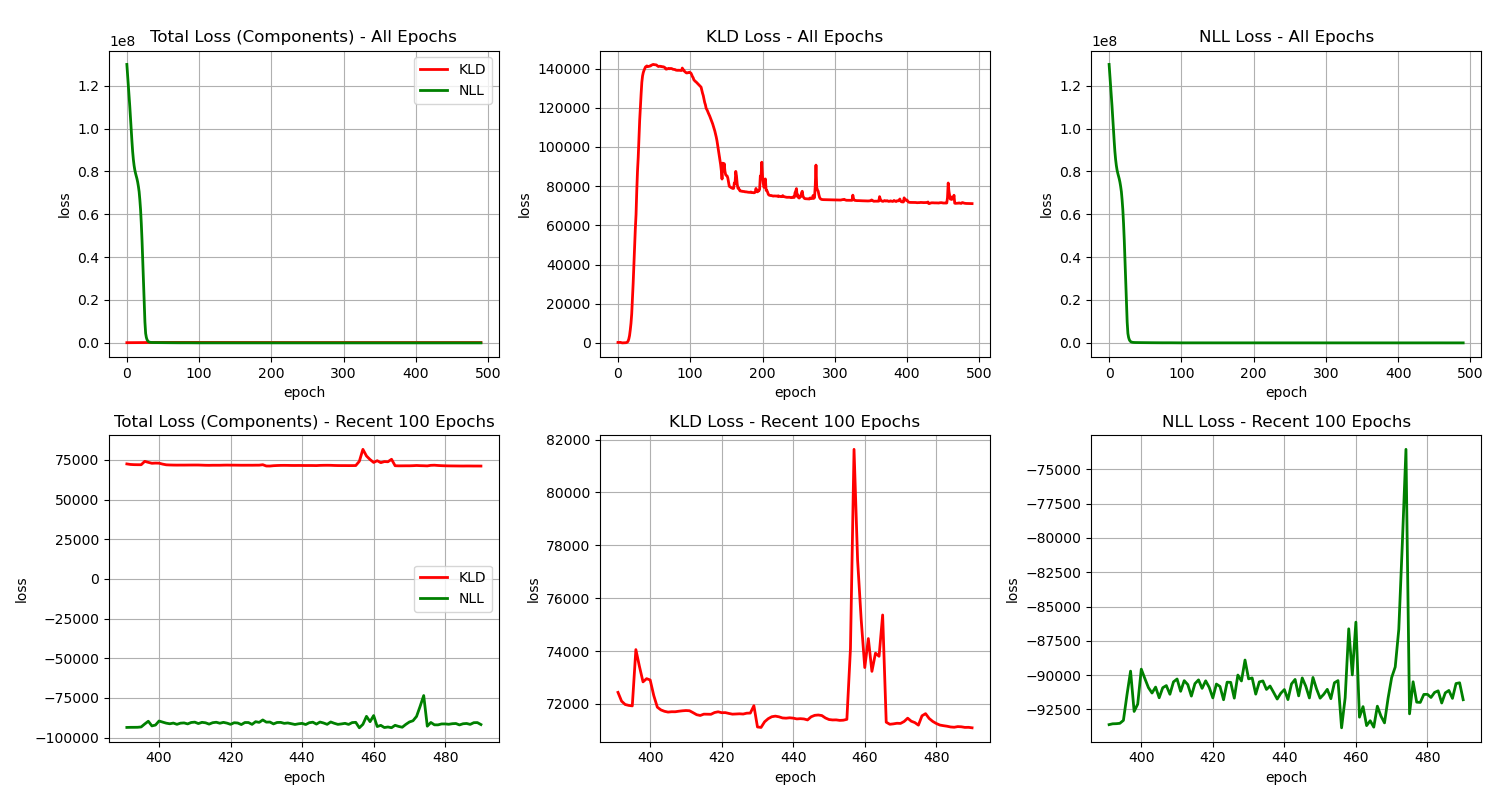 Total Loss (Components) - All Epochs
1e8
KLD
NLL
1.2
1.0
0.8
0.6
0.4
0.2
0.0
loss
0 100 200 300 400 500
epoch
KLD Loss - All Epochs
140000
120000
100000
80000
60000
40000
20000
0
loss
0 100 200 300 400 500
epoch
NLL Loss - All Epochs
1e8
1.2
1.0
0.8
0.6
0.4
0.2
0.0
loss
0 100 200 300 400 500
epoch
Total Loss (Components) - Recent 100 Epochs
75000
50000
25000
0
−25000
−50000
−75000
−100000
loss
KLD
NLL
400 420 440 460 480
epoch
KLD Loss - Recent 100 Epochs
82000
80000
78000
76000
74000
72000
loss
400 420 440 460 480
epoch
NLL Loss - Recent 100 Epochs
−75000
−77500
−80000
−82500
−85000
−87500
−90000
−92500
loss
400 420 440 460 480
epoch